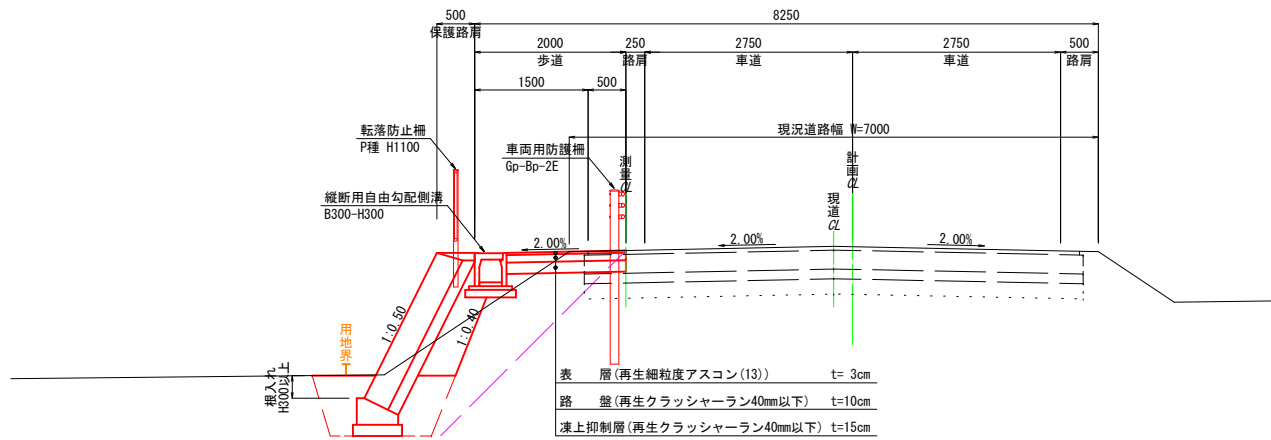 500
8250
保護路肩
2000
250
2750
2750
500
歩道
路肩
車道
車道
路肩
1500
500
現況道路幅 W=7000
転落防止柵
P種 H1100
車両用防護柵
Gp-Bp-2E
測量CL
計画CL
現道CL
縦断用自由勾配側溝
B300-H300
2.00%
2.00%
2.00%
1:0.50
1:0.40
用地界
根入れ
H300以上
表 層(再生細粒度アスコン(13)) t= 3cm
路 盤(再生クラッシャーラン40mm以下) t=10cm
凍上抑制層(再生クラッシャーラン40mm以下) t=15cm